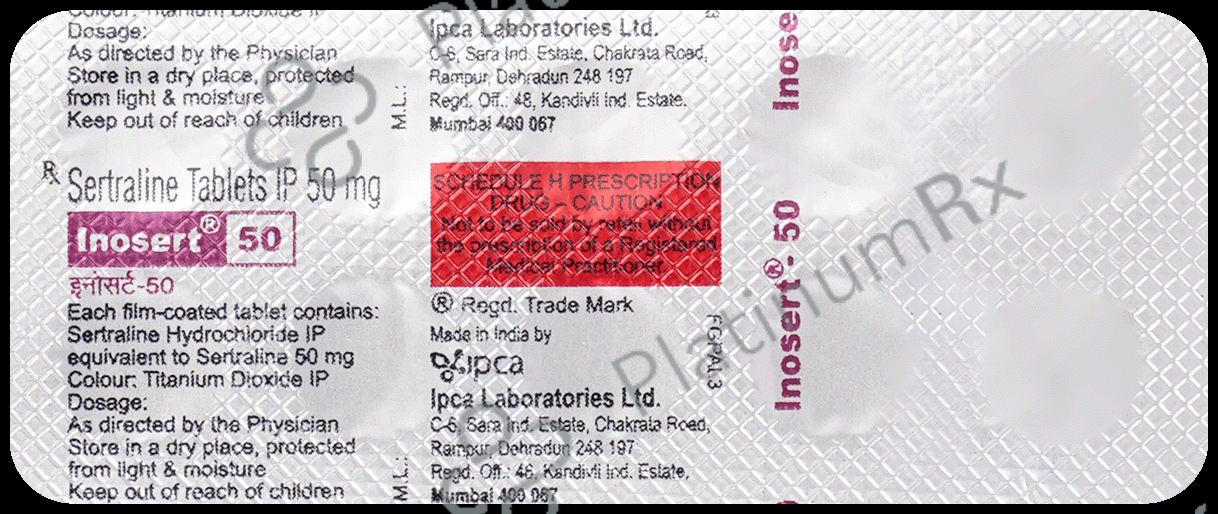 Colour: Titanium Dioxide IP
Dosage:
As directed by the Physician
Store in a dry place, protected
from light & moisture
Keep out of reach of children
M.L.:
Ipca Laboratories Ltd.
C-6, Sara Ind. Estate, Chakrata Road,
Rampur, Dehradun 248 197
Regd. Off.: 48, Kandivli Ind. Estate,
Mumbai 400 067
Rx Sertraline Tablets IP 50 mg
Inosert® 50
इनोसर्ट-50
Each film-coated tablet contains:
Sertraline Hydrochloride IP
equivalent to Sertraline 50 mg
Colour: Titanium Dioxide IP
Dosage:
As directed by the Physician
Store in a dry place, protected
from light & moisture
Keep out of reach of children
M.L.:
SCHEDULE H PRESCRIPTION
DRUG – CAUTION
Not to be sold by retail without
the prescription of a Registered
Medical Practitioner.
® Regd. Trade Mark
Made in India by
ipca
Ipca Laboratories Ltd.
C-6, Sara Ind. Estate, Chakrata Road,
Rampur, Dehradun 248 197
Regd. Off.: 48, Kandivli Ind. Estate,
Mumbai 400 067
Inose
Inosert® - 50
PlatinumRx